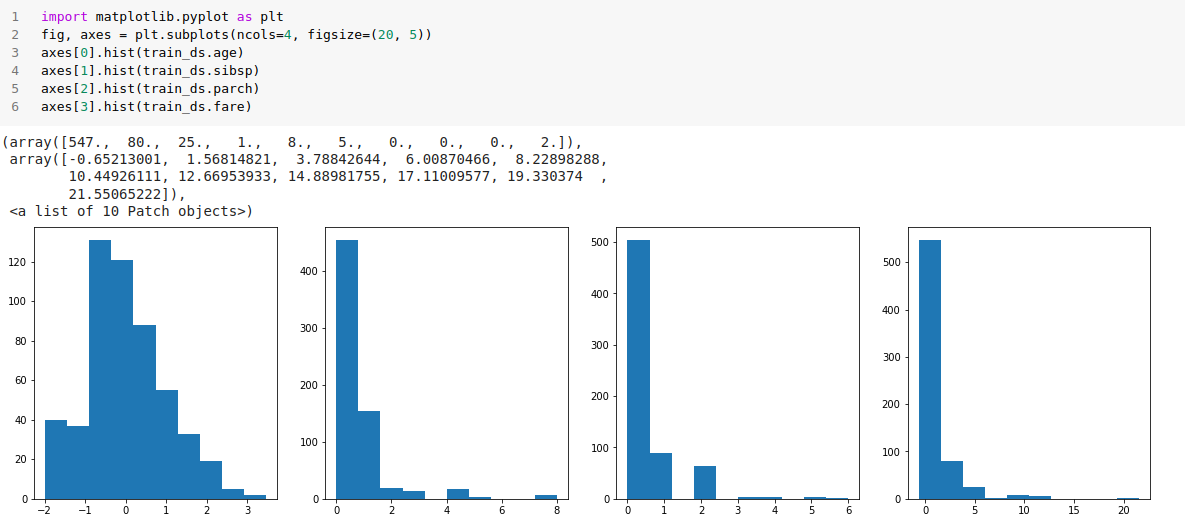 1 import matplotlib.pyplot as plt
2 fig, axes = plt.subplots(ncols=4, figsize=(20, 5))
3 axes[0].hist(train_ds.age)
4 axes[1].hist(train_ds.sibsp)
5 axes[2].hist(train_ds.parch)
6 axes[3].hist(train_ds.fare)
(array([547., 80., 25., 1., 8., 5., 0., 0., 0., 2.]),
array([-0.65213001, 1.56814821, 3.78842644, 6.00870466, 8.22898288,
10.44926111, 12.66953933, 14.88981755, 17.11009577, 19.330374 ,
21.55065222]),
<a list of 10 Patch objects>)
120
100
80
60
40
20
0
−2 −1 0 1 2 3
400
300
200
100
0
0 2 4 6 8
500
400
300
200
100
0
0 1 2 3 4 5 6
500
400
300
200
100
0
0 5 10 15 20